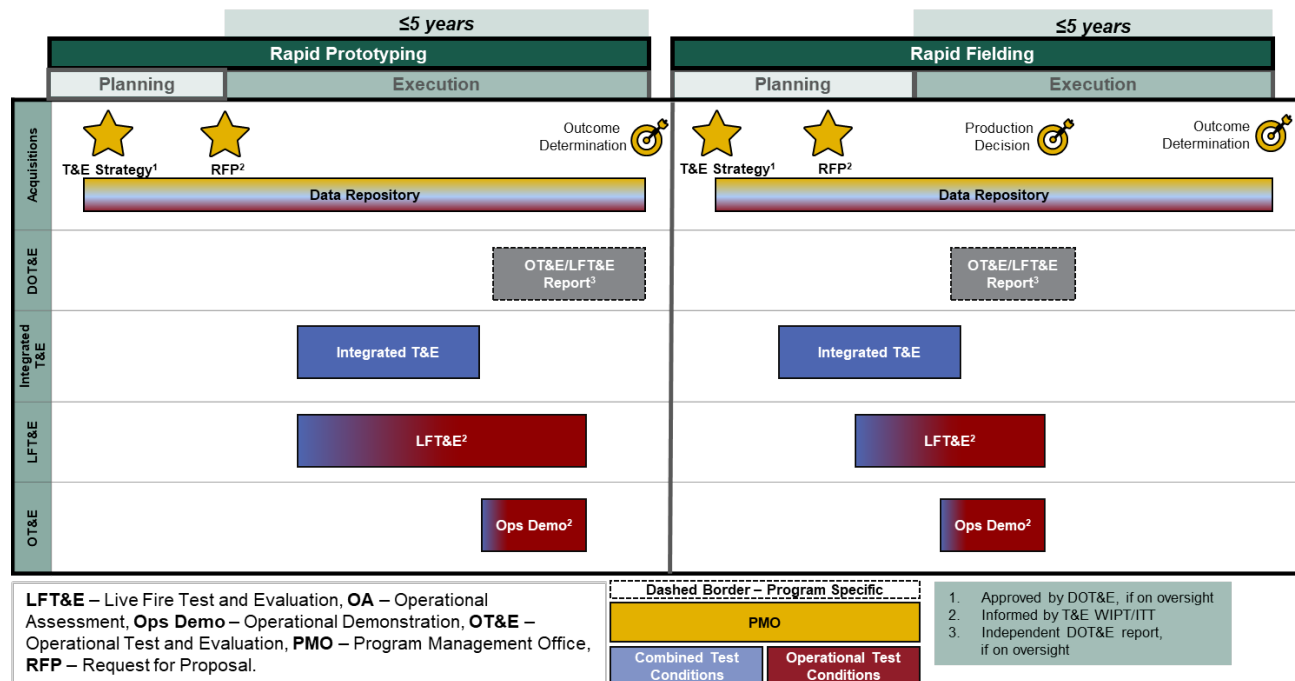 ≤5 years
≤5 years
Rapid Prototyping
Rapid Fielding
Planning
Execution
Planning
Execution
Acquisitions
T&E Strategy¹
RFP²
Outcome
Determination
Data Repository
T&E Strategy¹
RFP²
Production
Decision
Outcome
Determination
Data Repository
DOT&E
OT&E/LFT&E
Report³
OT&E/LFT&E
Report³
Integrated
T&E
Integrated T&E
Integrated T&E
LFT&E
LFT&E²
LFT&E²
OT&E
Ops Demo²
Ops Demo²
LFT&E – Live Fire Test and Evaluation, OA – Operational
Assessment, Ops Demo – Operational Demonstration, OT&E –
Operational Test and Evaluation, PMO – Program Management Office,
RFP – Request for Proposal.
Dashed Border – Program Specific
PMO
Combined Test
Conditions
Operational Test
Conditions
1. Approved by DOT&E, if on oversight
2. Informed by T&E WIPT/ITT
3. Independent DOT&E report,
if on oversight